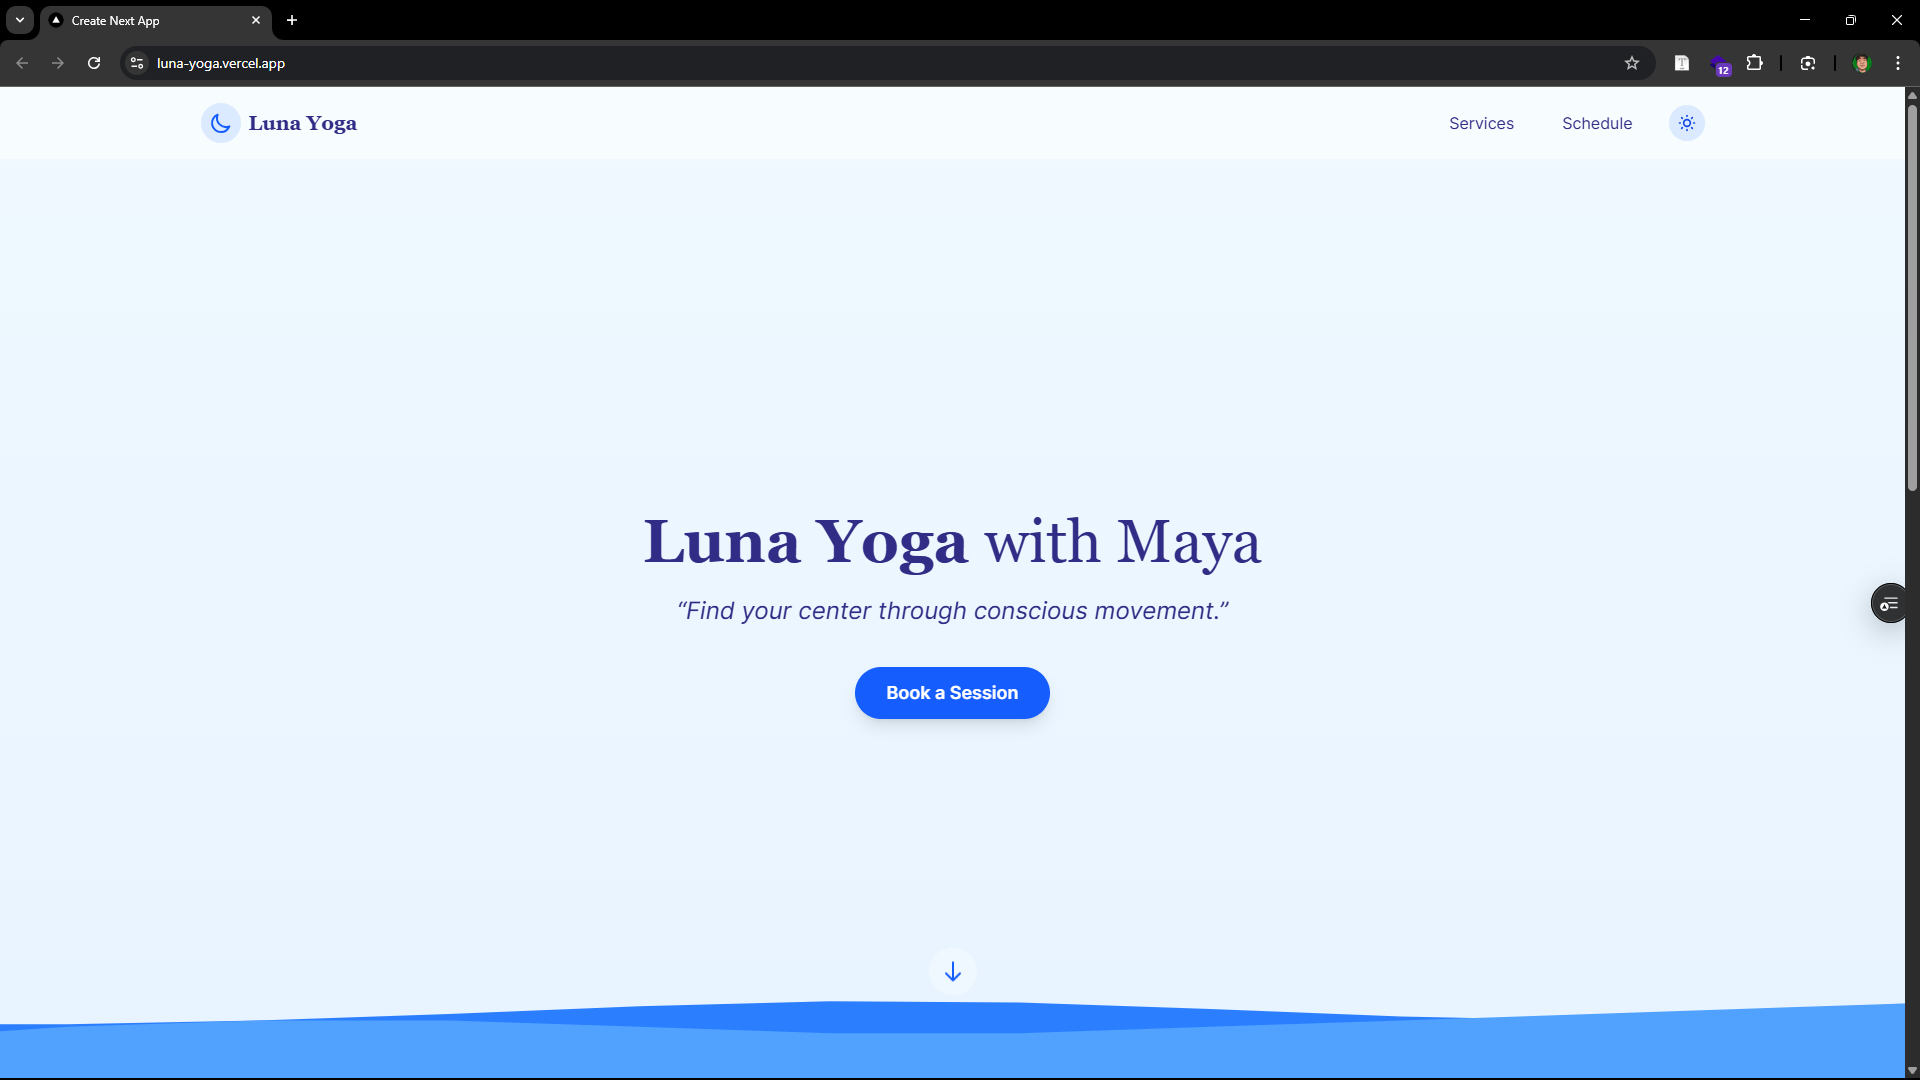 Create Next App
luna-yoga.vercel.app
12
Luna Yoga
Services
Schedule
Luna Yoga with Maya
“Find your center through conscious movement.”
Book a Session